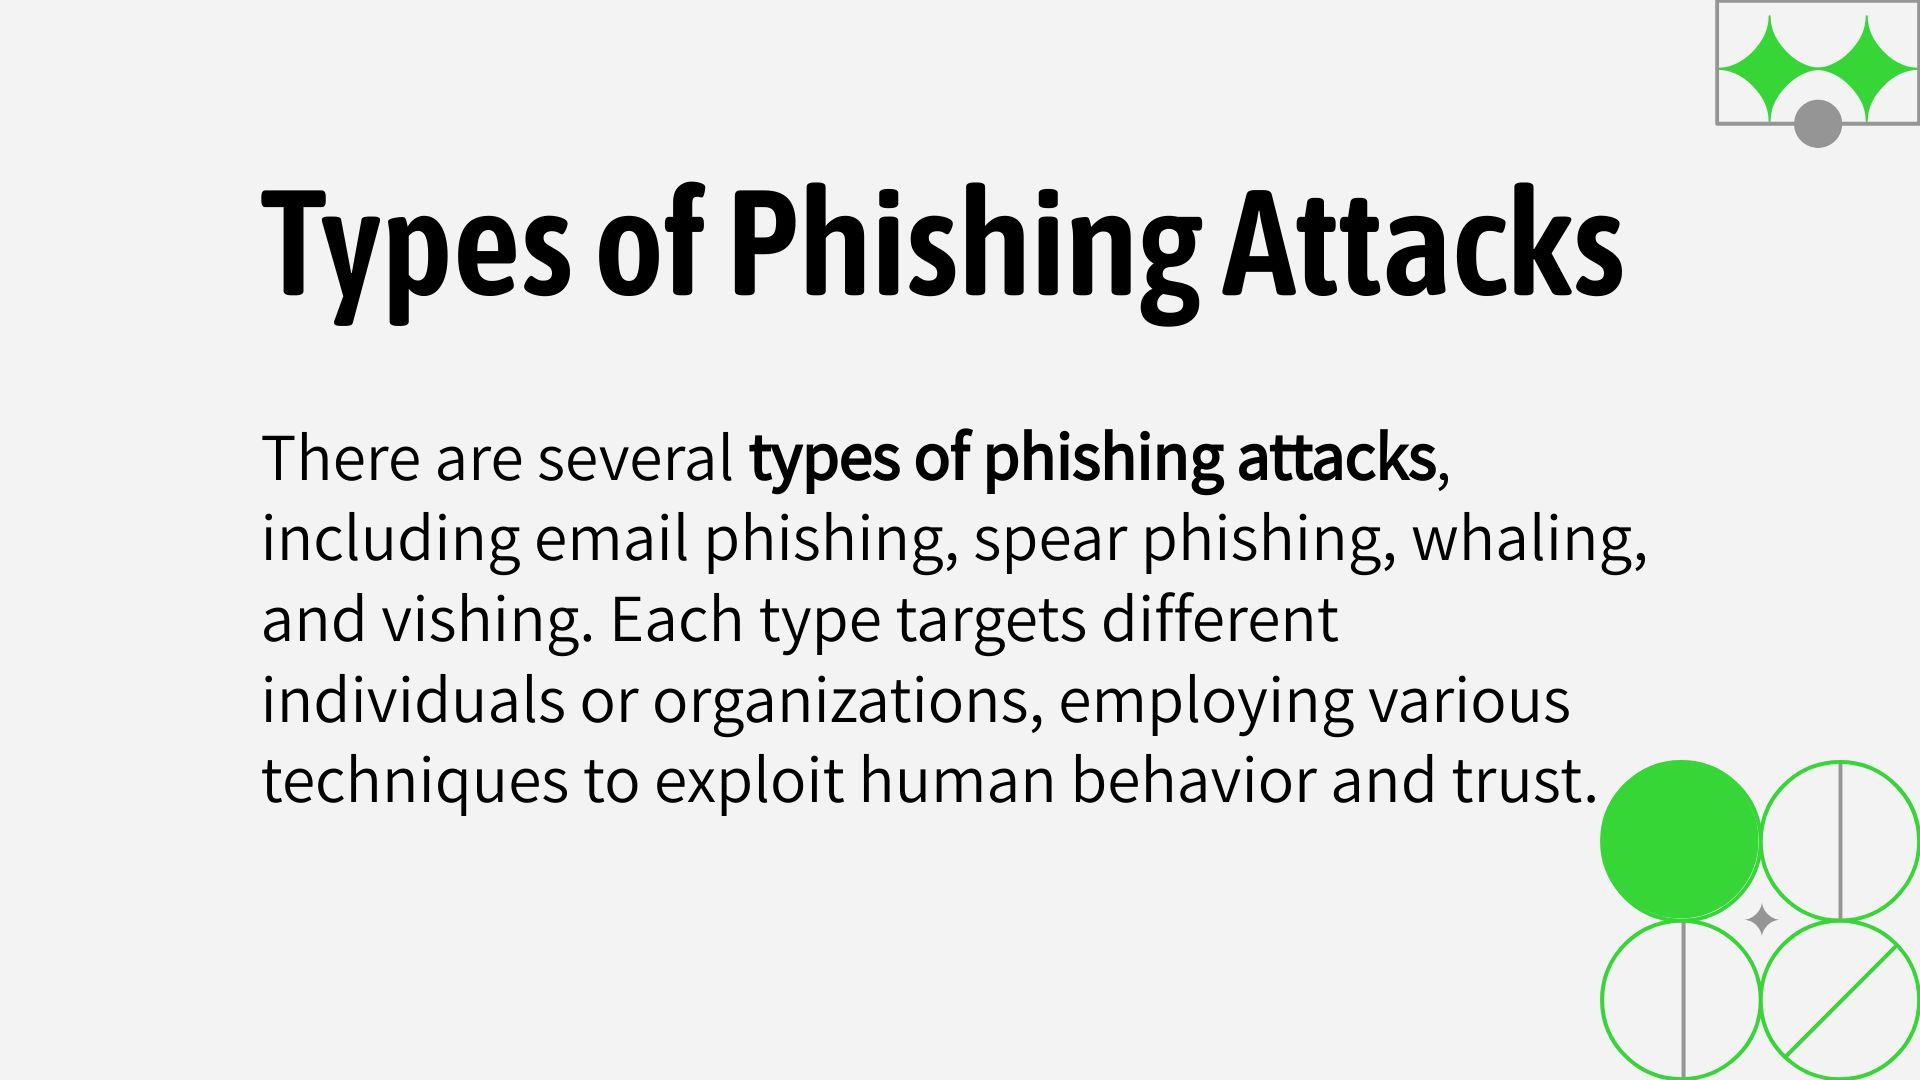 Types of Phishing Attacks
There are several types of phishing attacks,
including email phishing, spear phishing, whaling,
and vishing. Each type targets different
individuals or organizations, employing various
techniques to exploit human behavior and trust.